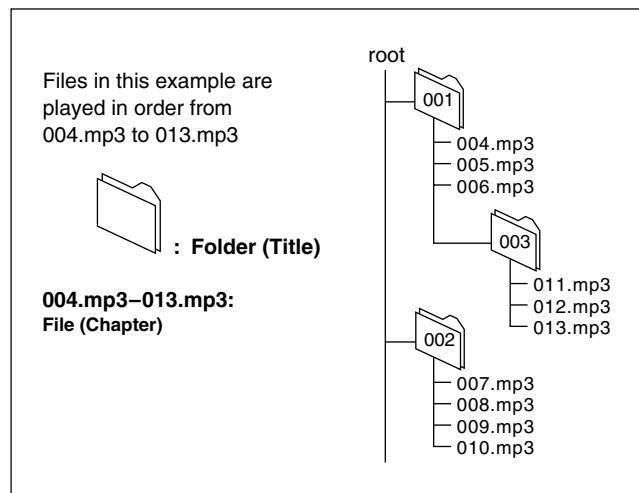 Files in this example are
played in order from
004.mp3 to 013.mp3
: Folder (Title)
004.mp3–013.mp3:
File (Chapter)
root
001
004.mp3
005.mp3
006.mp3
003
011.mp3
012.mp3
013.mp3
002
007.mp3
008.mp3
009.mp3
010.mp3